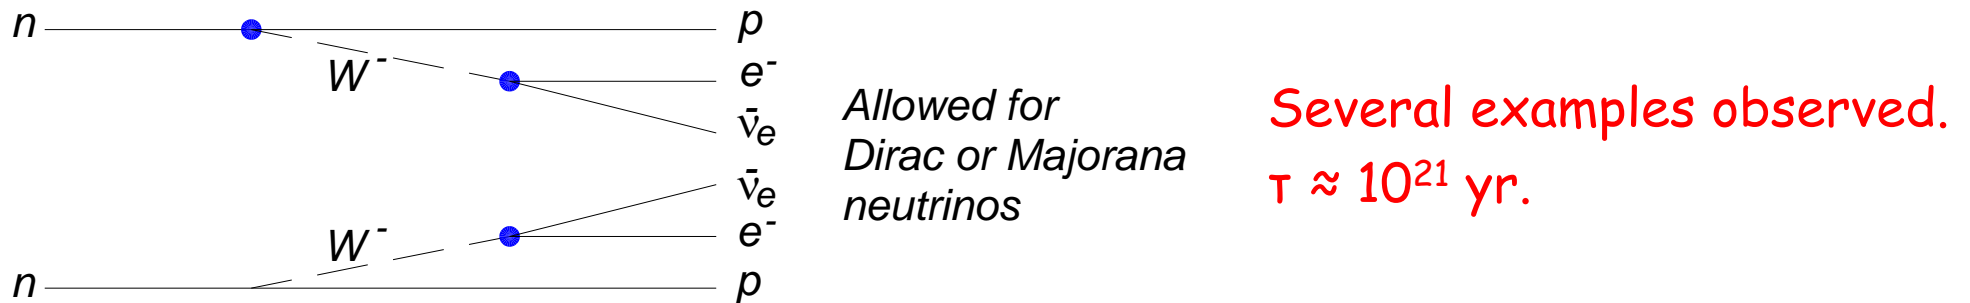 n
p
W⁻
e⁻
ν̄e
Allowed for
Dirac or Majorana
neutrinos
Several examples observed.
τ ≈ 10²¹ yr.
ν̄e
W⁻
e⁻
n
p